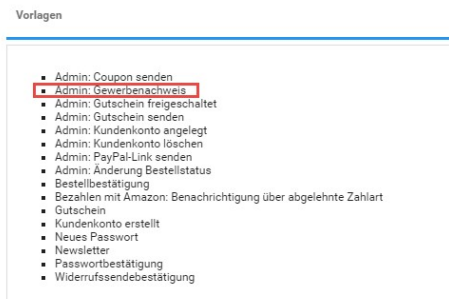 Vorlagen
Admin: Coupon senden
Admin: Gewerbenachweis
Admin: Gutschein freigeschaltet
Admin: Gutschein senden
Admin: Kundenkonto angelegt
Admin: Kundenkonto löschen
Admin: PayPal-Link senden
Admin: Änderung Bestellstatus
Bestellbestätigung
Bezahlen mit Amazon: Benachrichtigung über abgelehnte Zahlart
Gutschein
Kundenkonto erstellt
Neues Passwort
Newsletter
Passwortbestätigung
Widerrufssendebestätigung